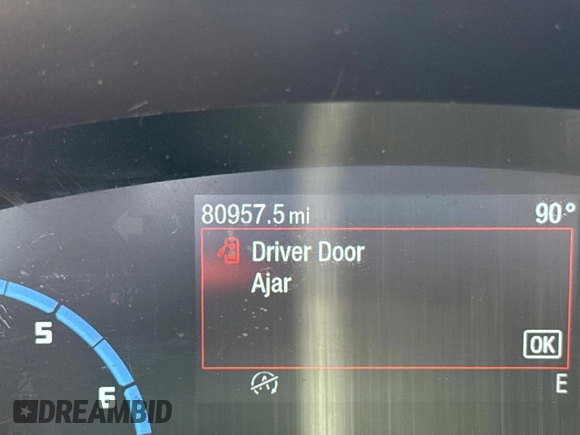 80957.5 mi 90°
Driver Door
Ajar
OK
E
5
6
DREAMBID